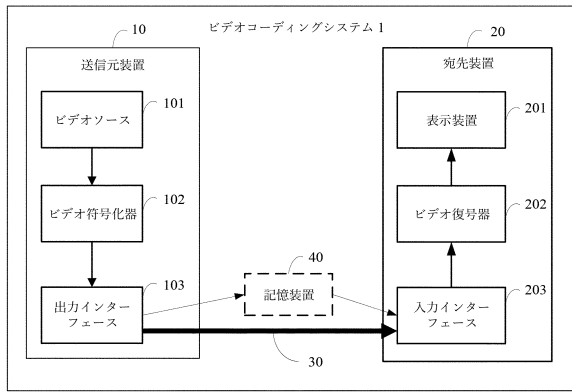 ビデオコーディングシステム 1
10
送信元装置
101
ビデオソース
102
ビデオ符号化器
103
出力インター
フェース
40
記憶装置
30
20
宛先装置
201
表示装置
202
ビデオ復号器
203
入力インター
フェース